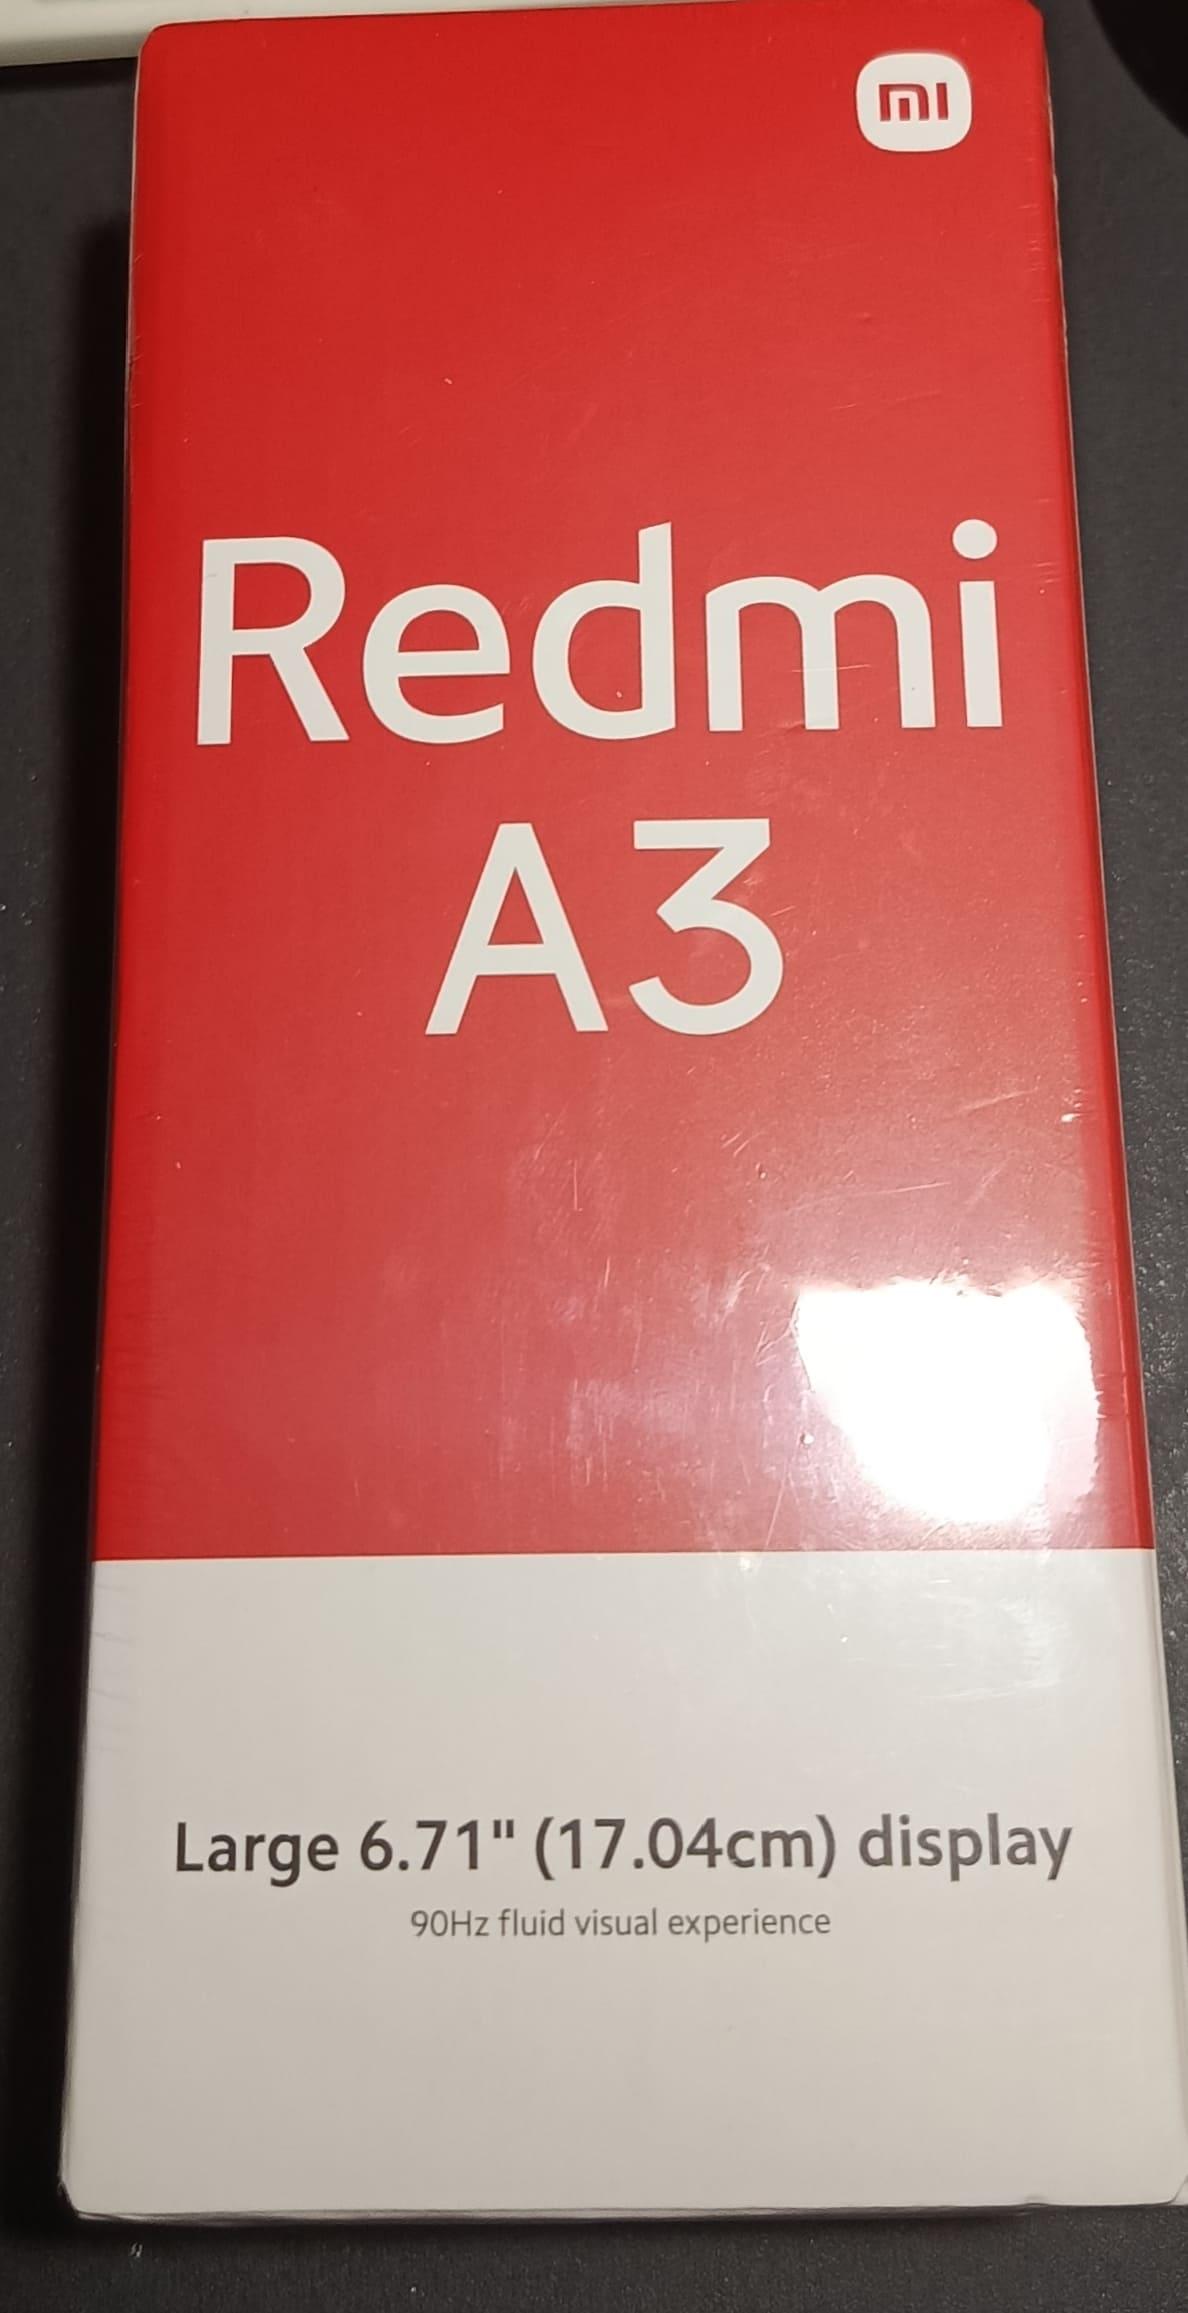 mi
Redmi
A3
Large 6.71" (17.04cm) display
90Hz fluid visual experience